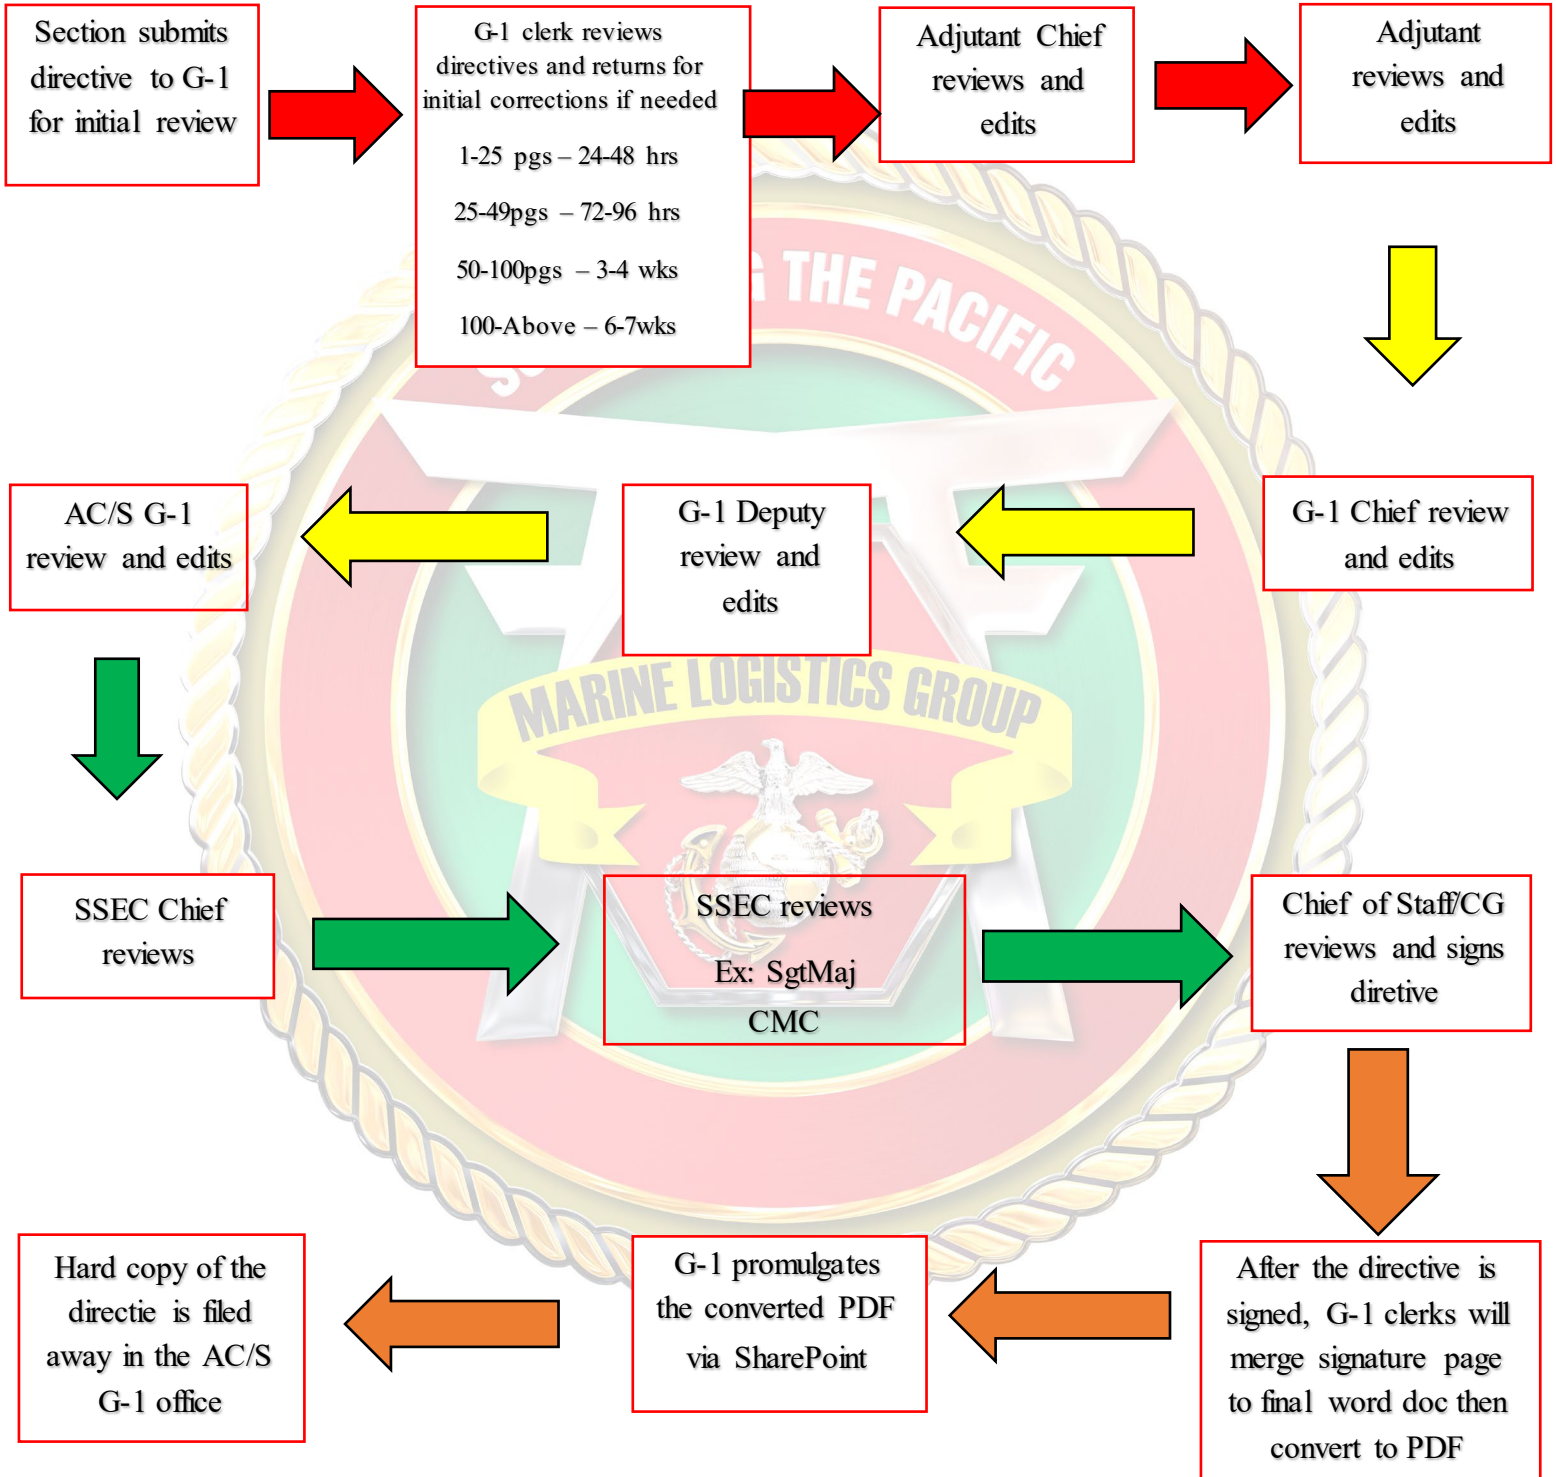 Section submits
directive to G-1
for initial review
G-1 clerk reviews
directives and returns for
initial corrections if needed
1-25 pgs – 24-48 hrs
25-49pgs – 72-96 hrs
50-100pgs – 3-4 wks
100-Above – 6-7wks
Adjutant Chief
reviews and
edits
Adjutant
reviews and
edits
G THE PACIFIC
G-1 Chief review
and edits
G-1 Deputy
review and
edits
AC/S G-1
review and edits
MARINE LOGISTICS GROUP
SSEC Chief
reviews
SSEC reviews
Ex: SgtMaj
CMC
Chief of Staff/CG
reviews and signs
diretive
After the directive is
signed, G-1 clerks will
merge signature page
to final word doc then
convert to PDF
G-1 promulgates
the converted PDF
via SharePoint
Hard copy of the
directie is filed
away in the AC/S
G-1 office